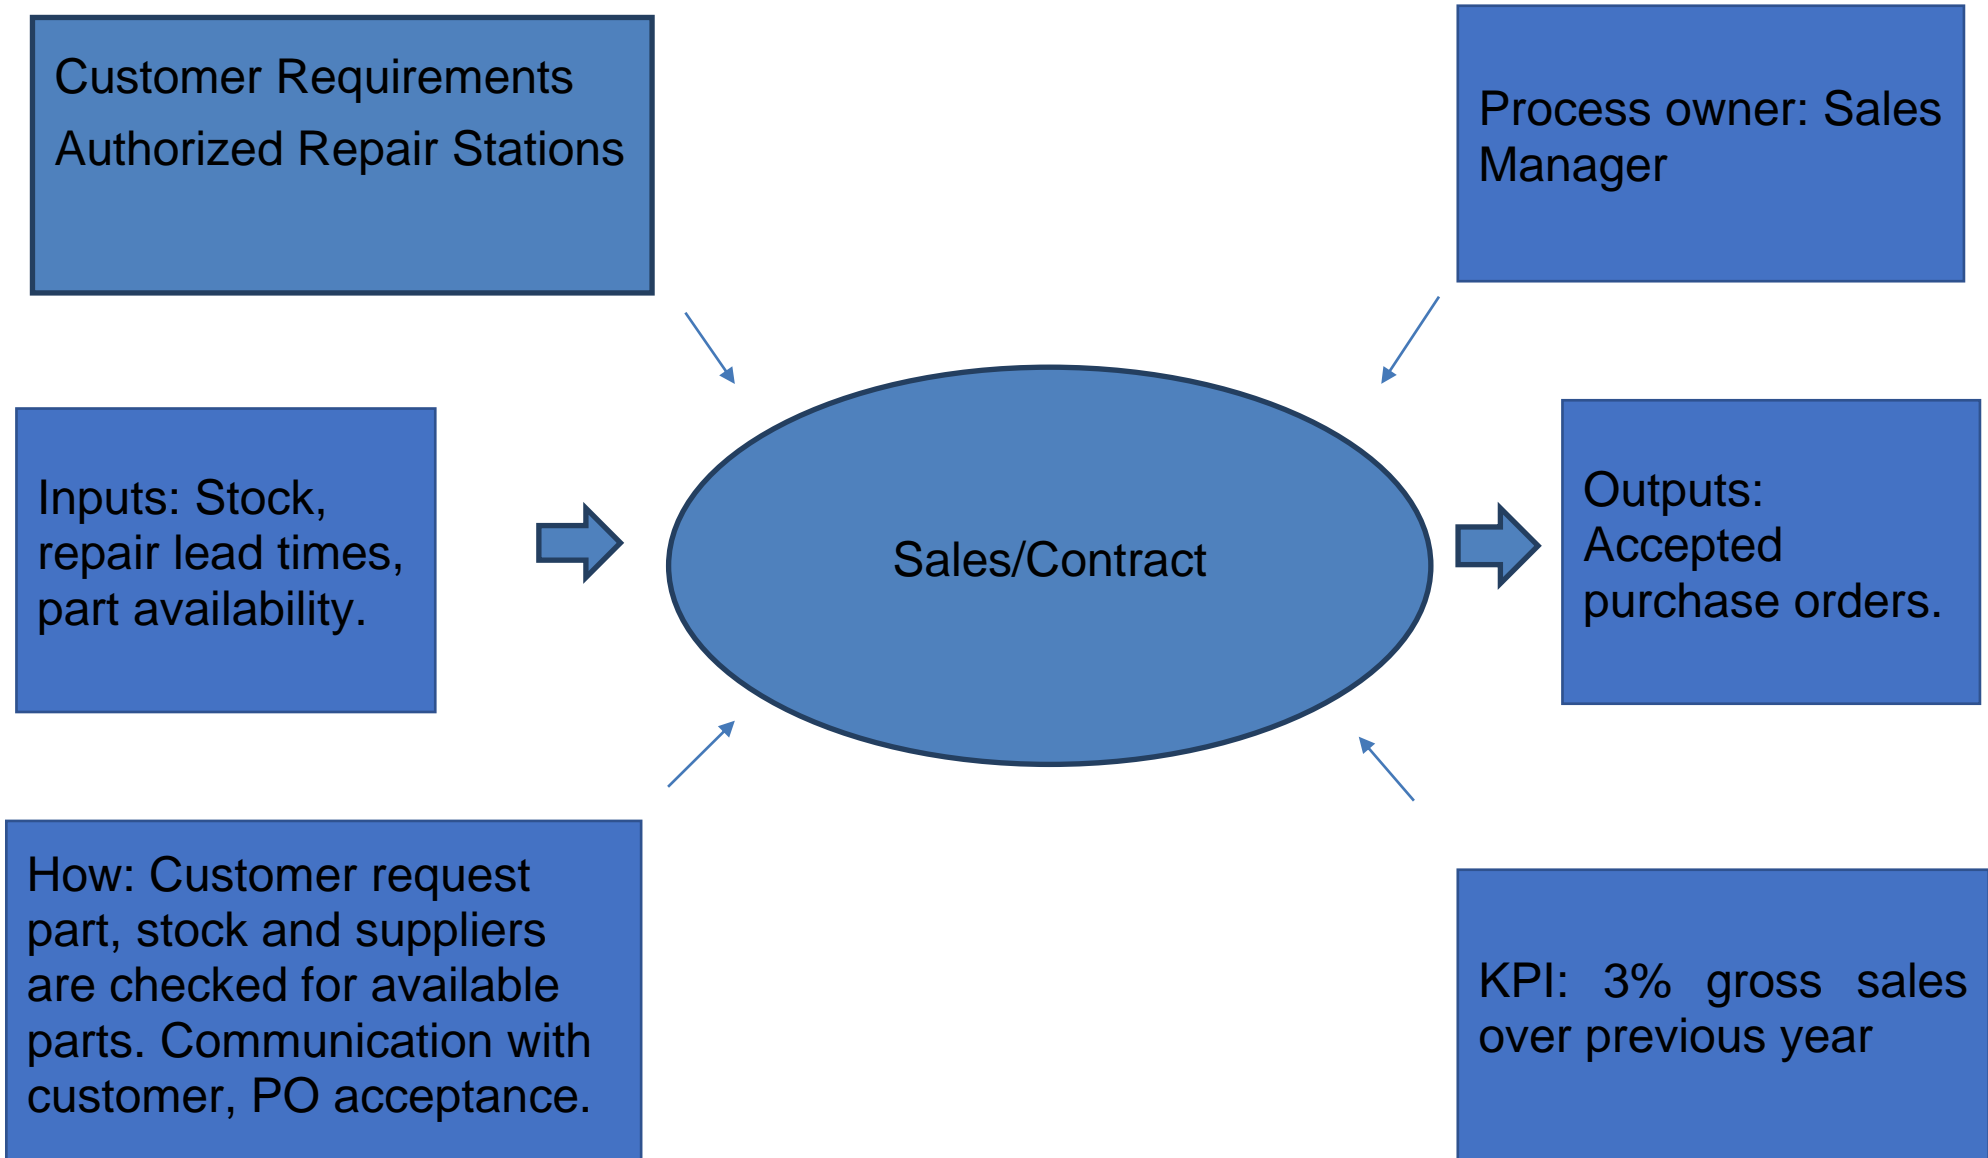 Customer Requirements
Authorized Repair Stations
Process owner: Sales
Manager
Inputs: Stock,
repair lead times,
part availability.
Sales/Contract
Outputs:
Accepted
purchase orders.
How: Customer request
part, stock and suppliers
are checked for available
parts. Communication with
customer, PO acceptance.
KPI: 3% gross sales
over previous year